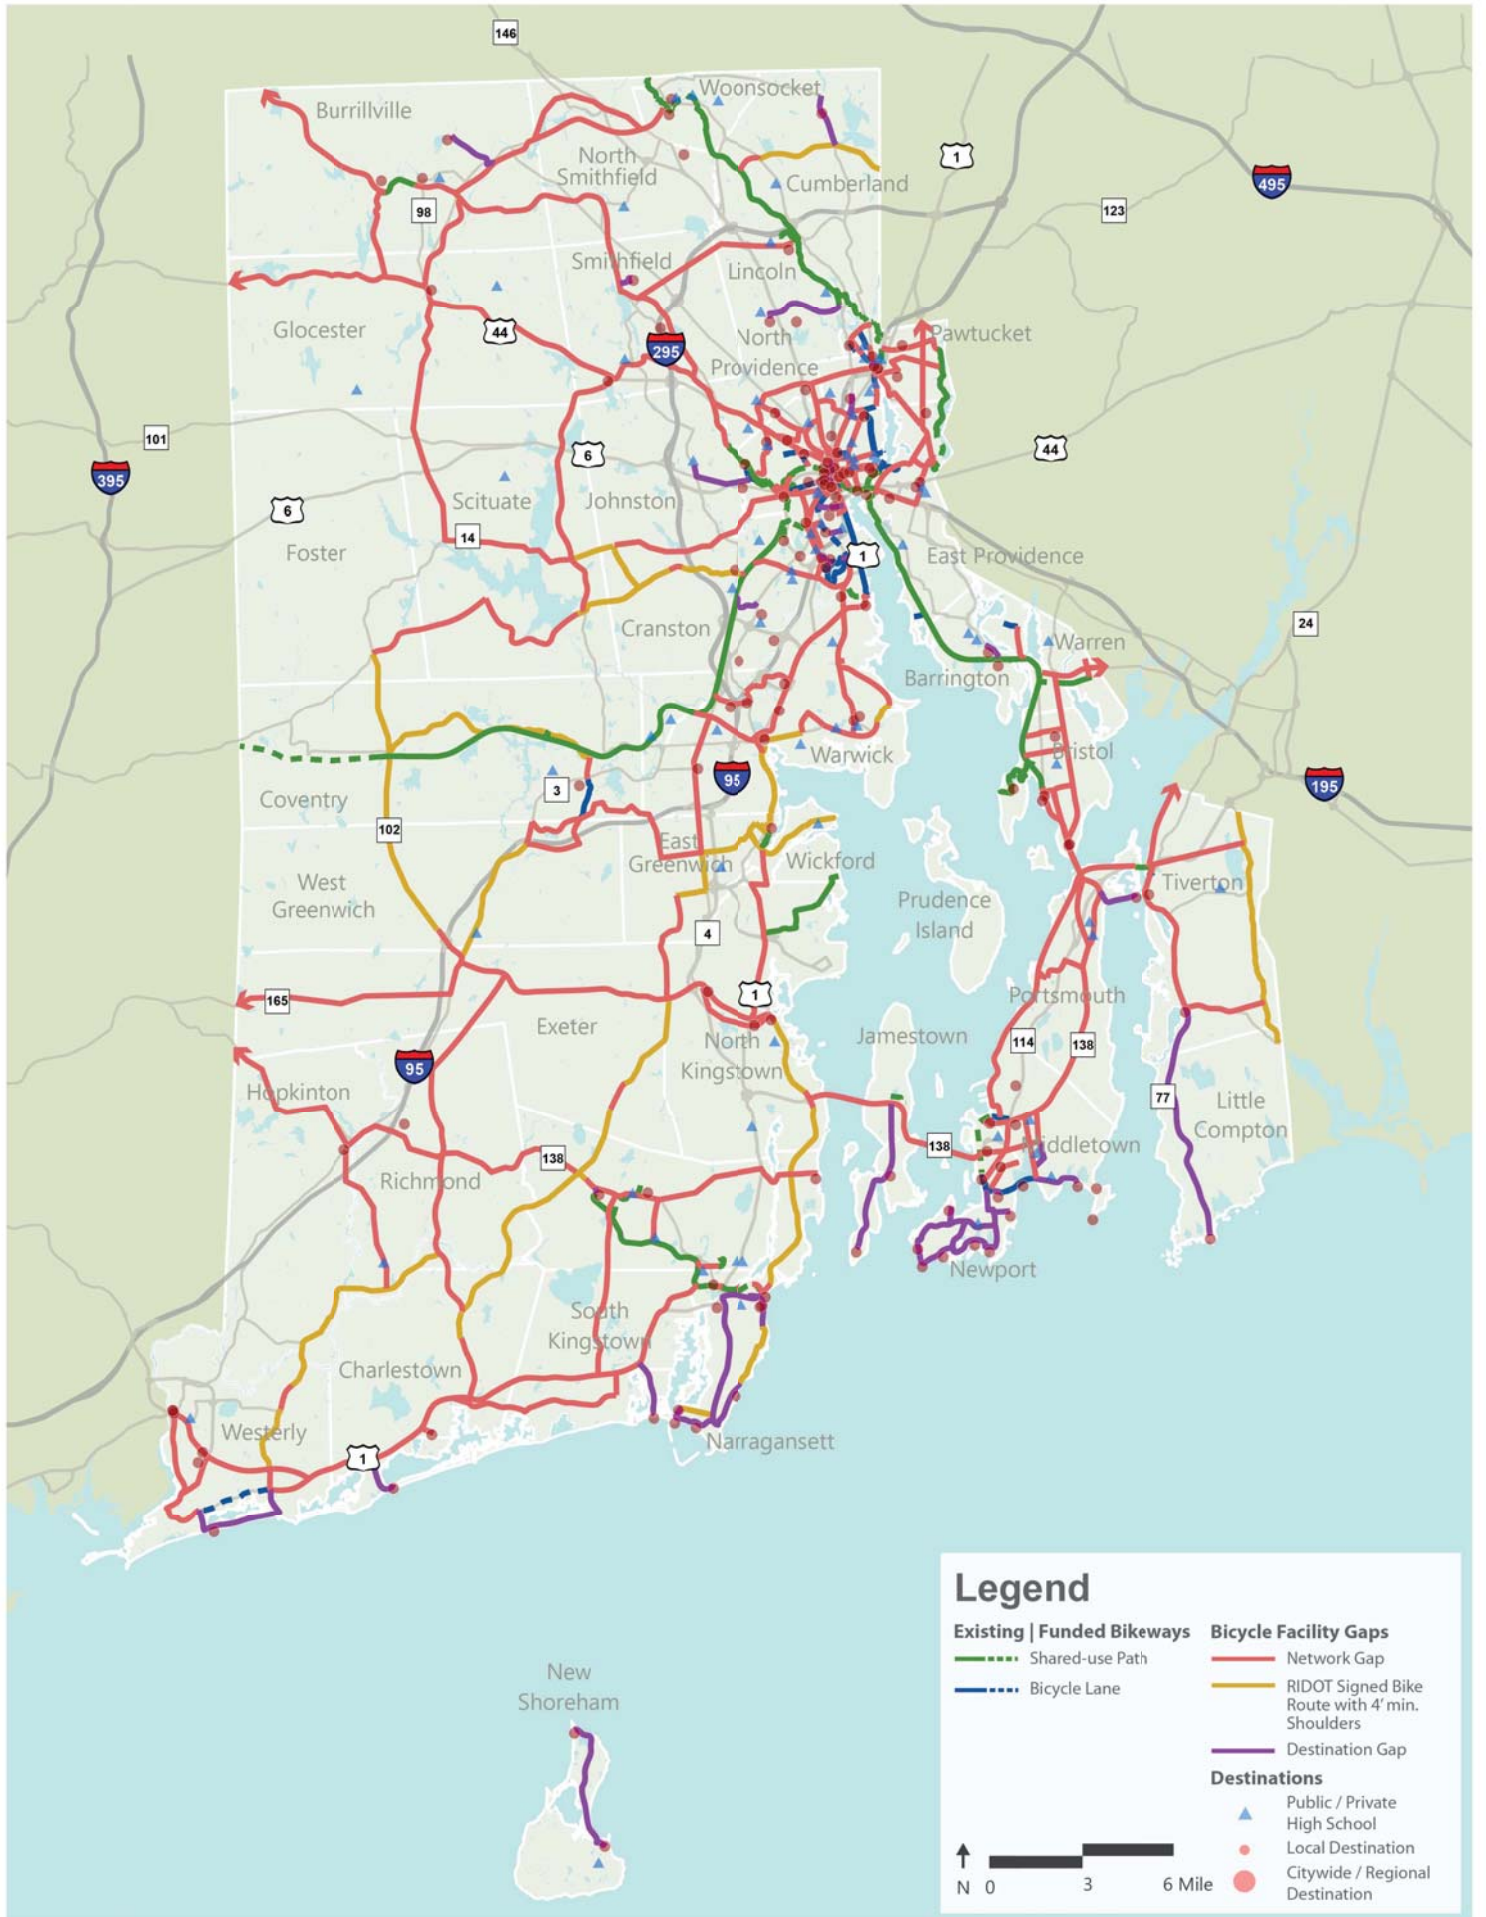 146
Woonsocket
Burrillville
1
North
Smithfield
495
Cumberland
98
123
Smithfield
Lincoln
Glocester
44
Pawtucket
North
Providence
295
101
44
6
395
Scituate
Johnston
6
14
Foster
1
East Providence
24
Cranston
Warren
Barrington
Bristol
Warwick
95
195
3
Coventry
102
East
Greenwich
Wickford
West
Greenwich
Tiverton
Prudence
Island
4
165
1
Portsmouth
Exeter
Jamestown
North
Kingstown
114
138
95
Hopkinton
77
Little
Compton
138
138
Middletown
Richmond
Newport
South
Kingstown
Charlestown
Westerly
1
Narragansett
Legend
Existing | Funded Bikeways
Shared-use Path
Bicycle Lane
Bicycle Facility Gaps
Network Gap
RIDOT Signed Bike
Route with 4' min.
Shoulders
Destination Gap
Destinations
Public / Private
High School
Local Destination
Citywide / Regional
Destination
N 0 3 6 Mile
New
Shoreham